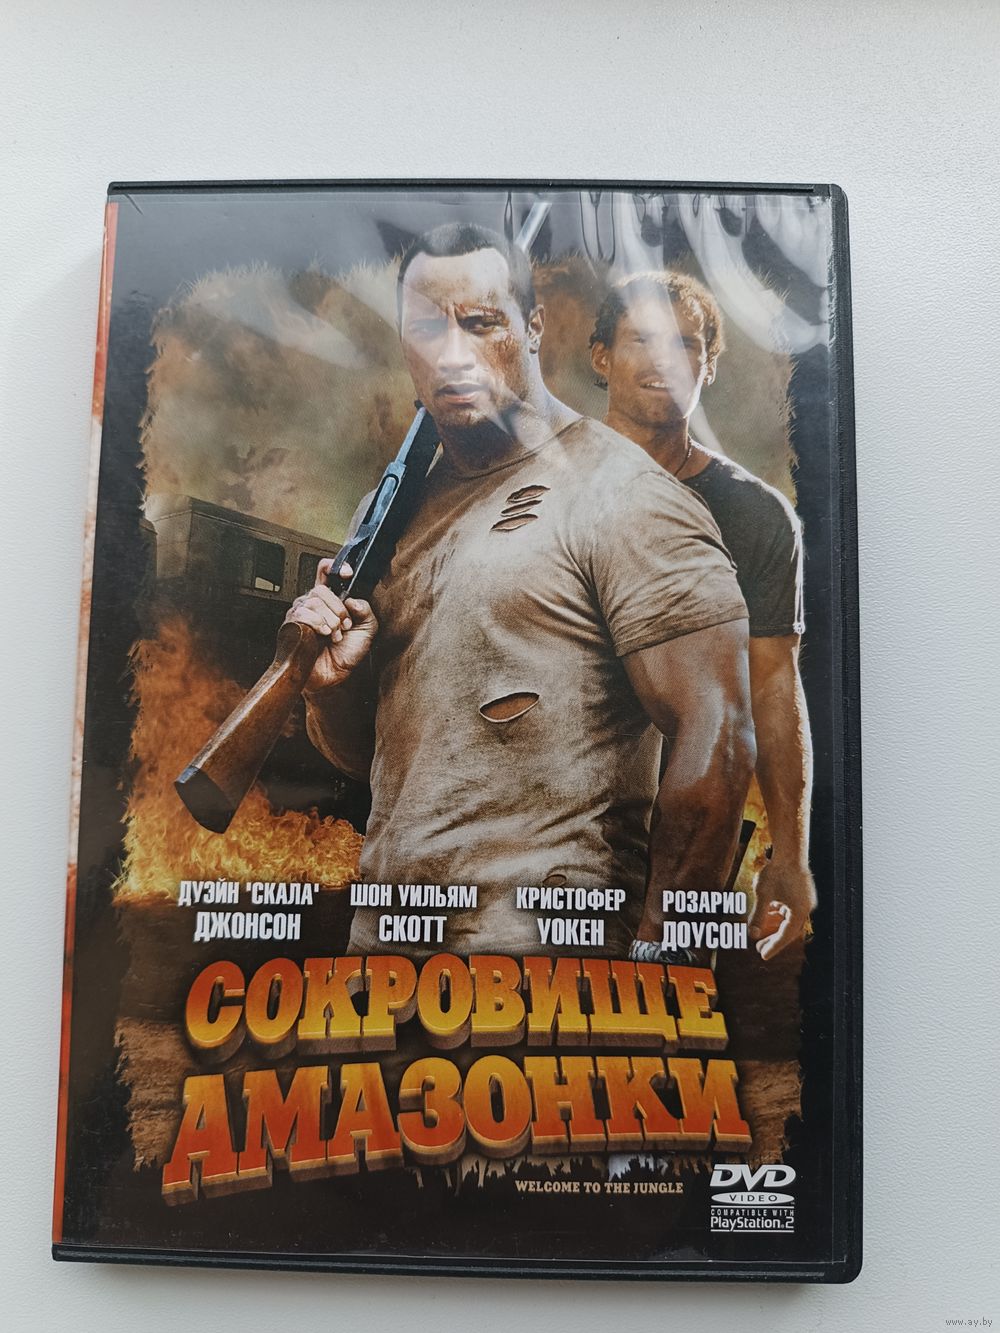 ДУЭЙН "СКАЛА" ДЖОНСОН
ШОН УИЛЬЯМ СКОТТ
КРИСТОФЕР УОКЕН
РОЗАРИО ДОУСОН
СОКРОВИЩЕ
АМАЗОНКИ
WELCOME TO THE JUNGLE
DVD
VIDEO
COMPATIBLE WITH
PlayStation.2
www.ay.by